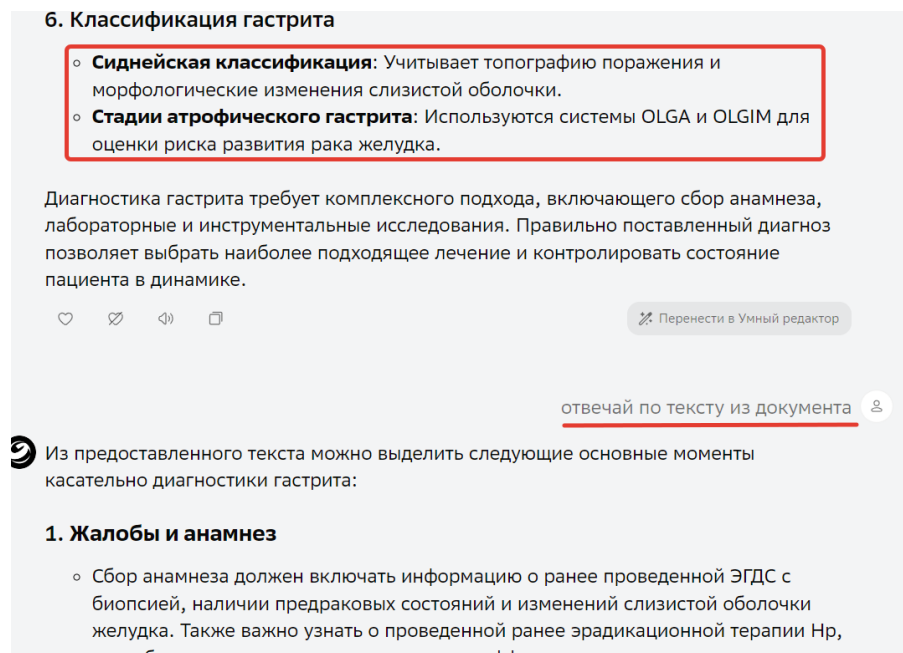 6. Классификация гастрита
Сиднейская классификация: Учитывает топографию поражения и
морфологические изменения слизистой оболочки.
Стадии атрофического гастрита: Используются системы OLGA и OLGIM для
оценки риска развития рака желудка.
Диагностика гастрита требует комплексного подхода, включающего сбор анамнеза,
лабораторные и инструментальные исследования. Правильно поставленный диагноз
позволяет выбрать наиболее подходящее лечение и контролировать состояние
пациента в динамике.
Перенести в Умный редактор
отвечай по тексту из документа
Из предоставленного текста можно выделить следующие основные моменты
касательно диагностики гастрита:
1. Жалобы и анамнез
Сбор анамнеза должен включать информацию о ранее проведенной ЭГДС с
биопсией, наличии предраковых состояний и изменений слизистой оболочки
желудка. Также важно узнать о проведенной ранее эрадикационной терапии Нр,